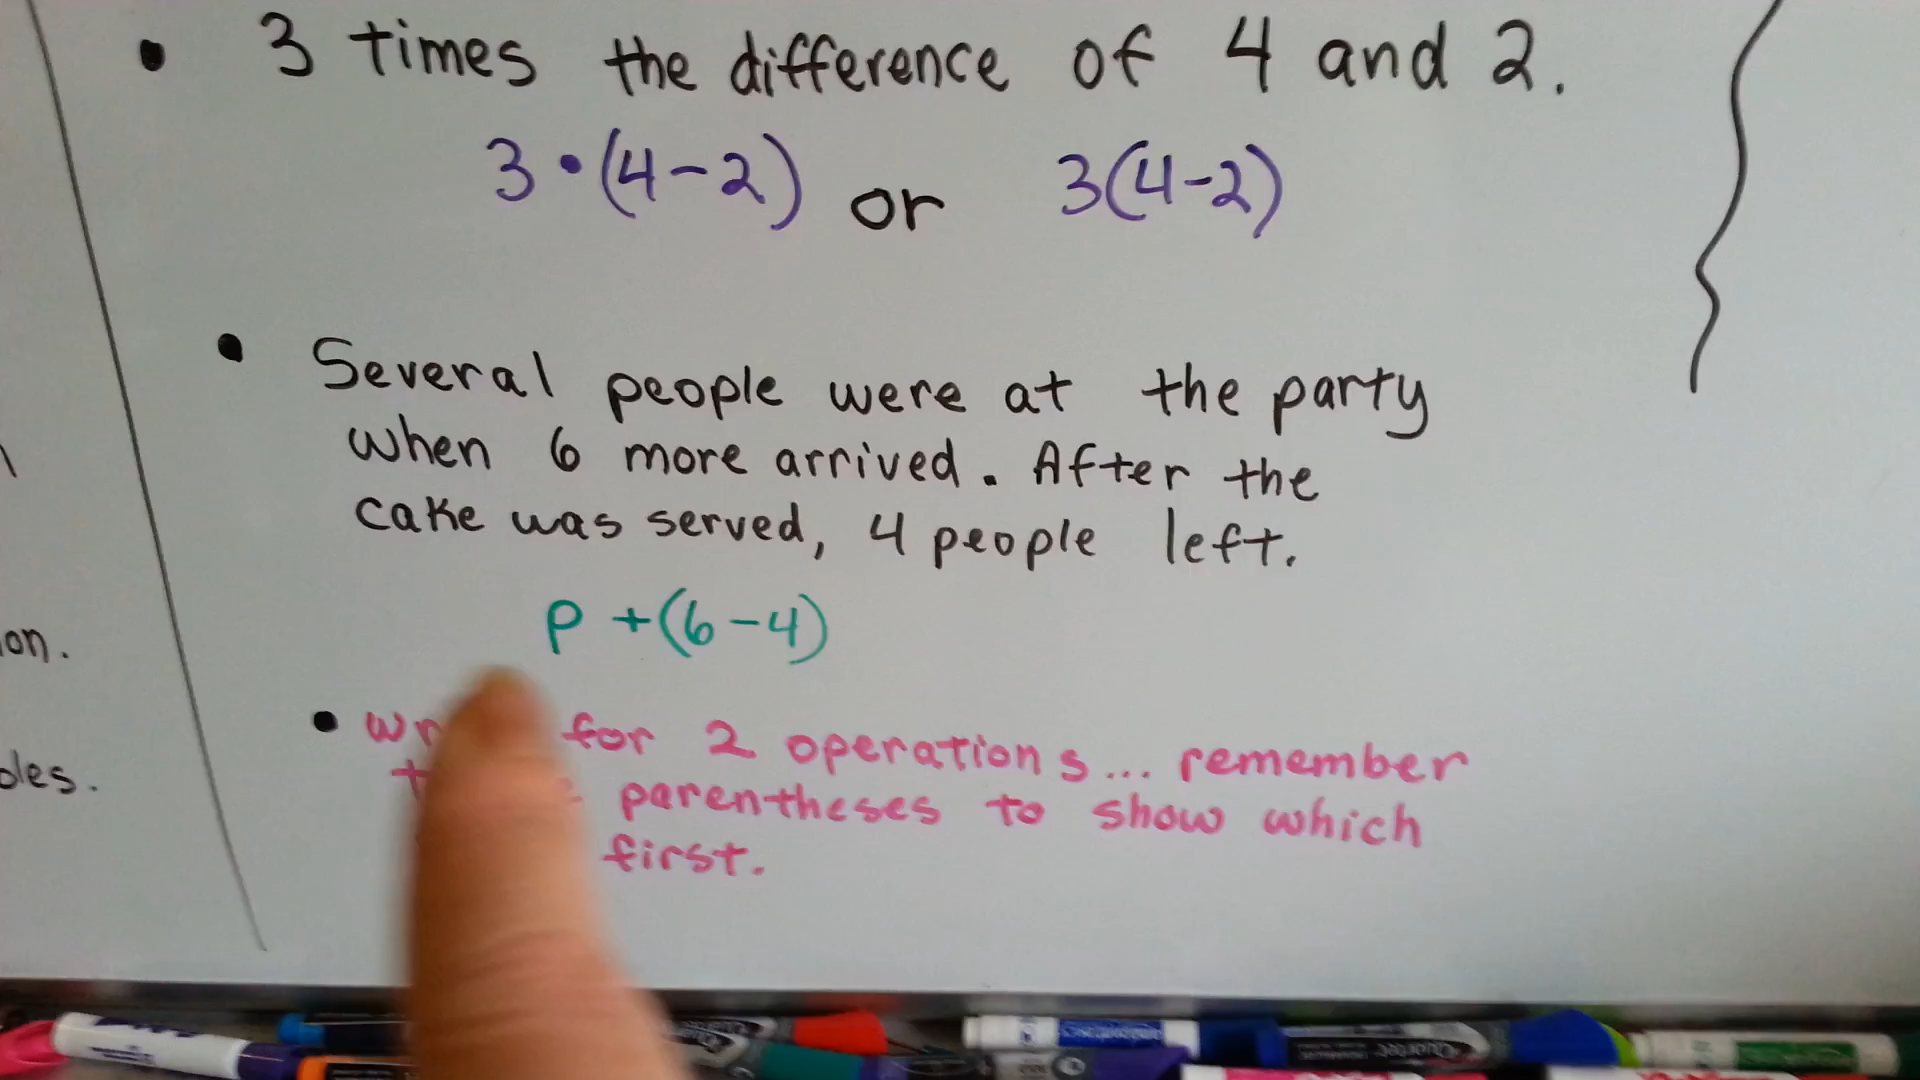 • 3 times the difference of 4 and 2.
3 • (4-2) or 3(4-2)
• Several people were at the party
when 6 more arrived. After the
cake was served, 4 people left.
p + (6-4)
on.
• for 2 operations... remember
parentheses to show which
first.